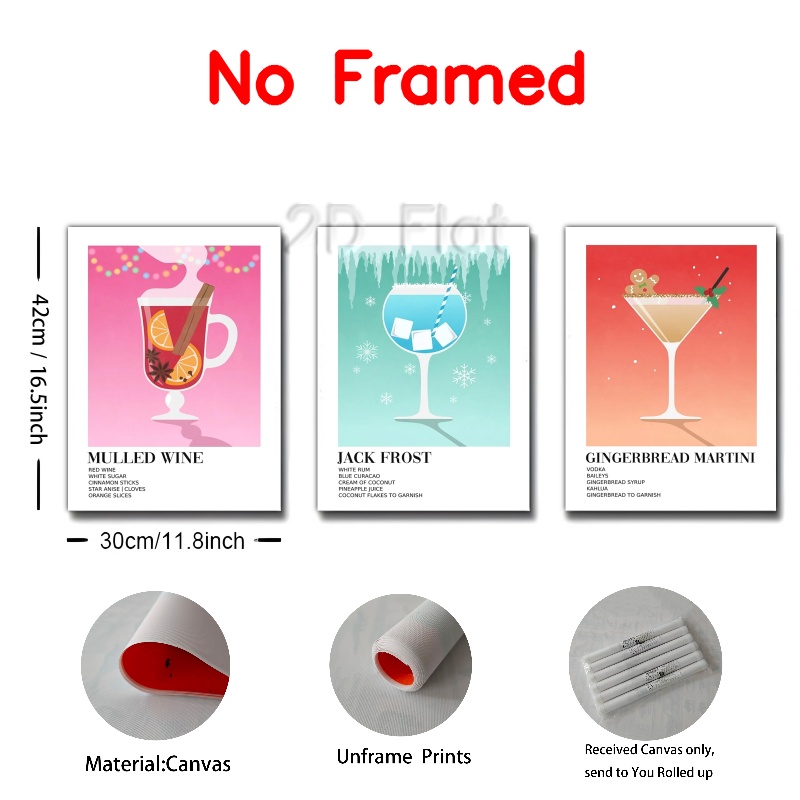 No Framed
2D Flat
42cm / 16.5inch
MULLED WINE
RED WINE
WHITE SUGAR
CINNAMON STICKS
STAR ANISE | CLOVES
ORANGE SLICES
JACK FROST
WHITE RUM
BLUE CURACAO
CREAM OF COCONUT
PINEAPPLE JUICE
COCONUT FLAKES TO GARNISH
GINGERBREAD MARTINI
VODKA
BAILEYS
GINGERBREAD SYRUP
KAHLUA
GINGERBREAD TO GARNISH
30cm/11.8inch
Material:Canvas
Unframe Prints
Received Canvas only,
send to You Rolled up